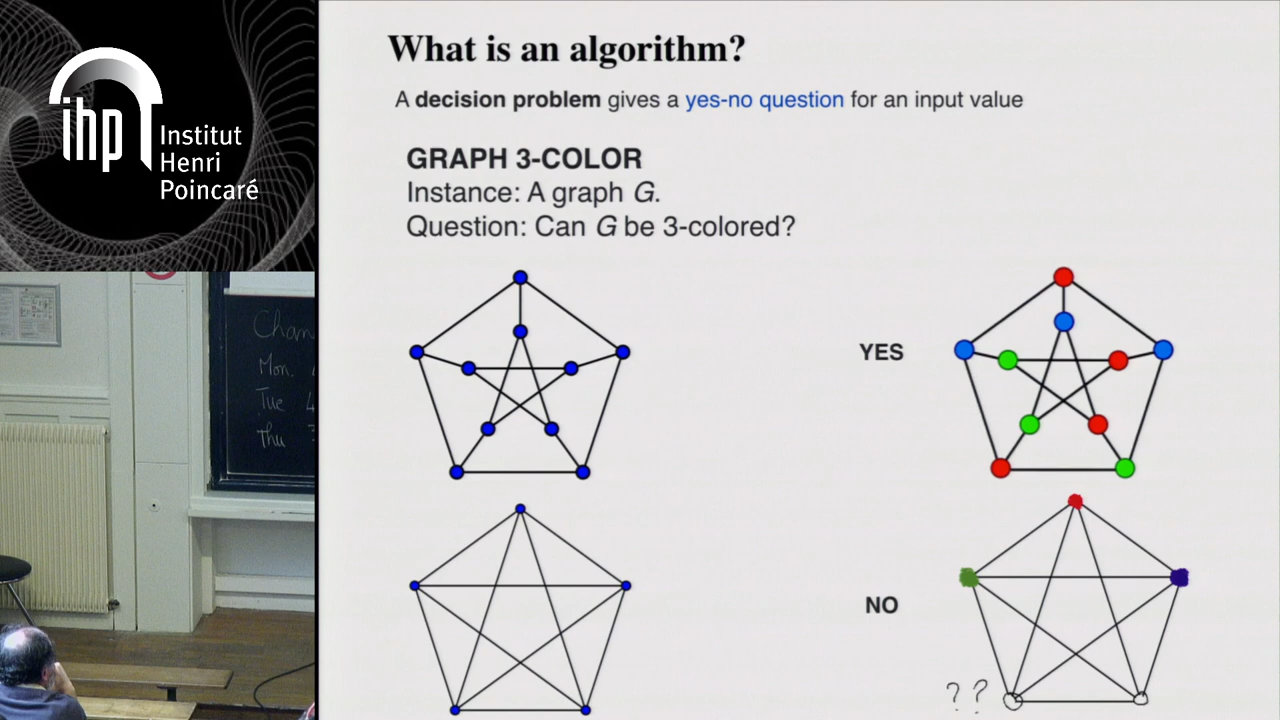 ihp Institut
Henri
Poincaré
Mon.
Tue
Thu
What is an algorithm?
A decision problem gives a yes-no question for an input value
GRAPH 3-COLOR
Instance: A graph G.
Question: Can G be 3-colored?
YES
NO
??